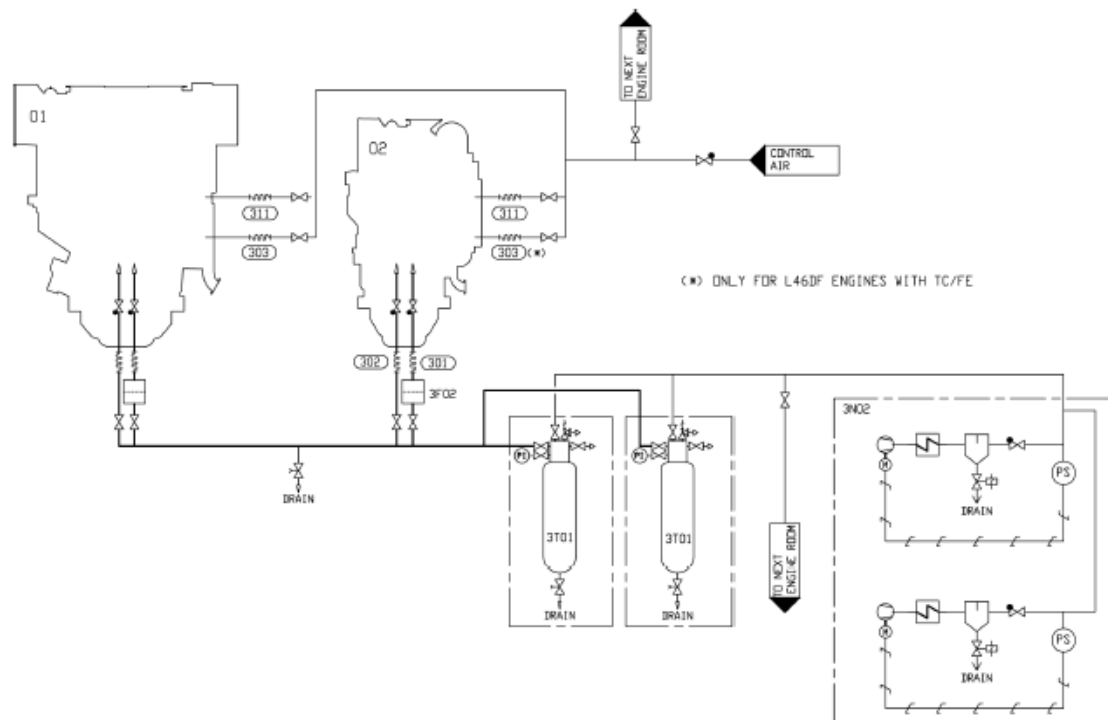 TO NEXT
ENGINE ROOM
01
02
CONTROL
AIR
311
311
303
303
(*)
(*) ONLY FOR L46DF ENGINES WITH TC/FE
302
301
3F02
3N02
PI
PI
M
PS
DRAIN
DRAIN
3T01
3T01
TO NEXT
ENGINE ROOM
DRAIN
DRAIN
M
PS
DRAIN